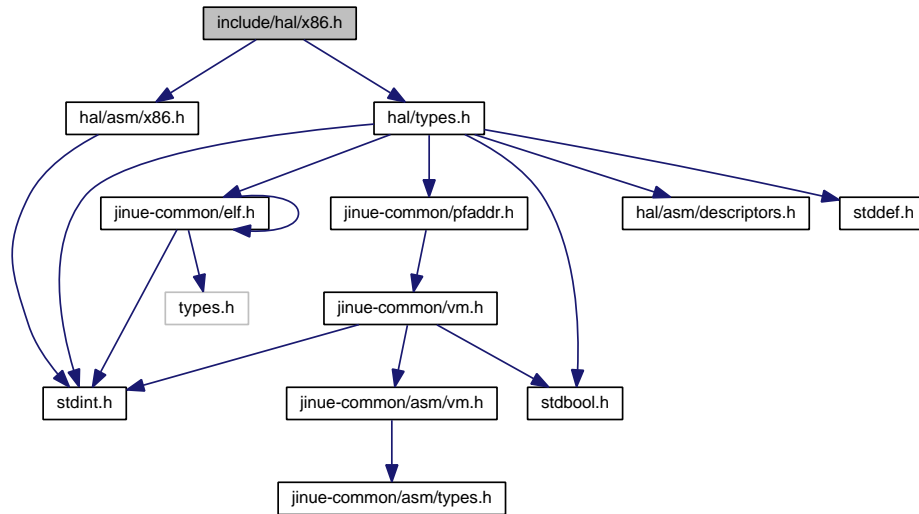 include/hal/x86.h
hal/asm/x86.h
hal/types.h
jinue-common/elf.h
jinue-common/pfaddr.h
hal/asm/descriptors.h
stddef.h
types.h
jinue-common/vm.h
stdint.h
jinue-common/asm/vm.h
stdbool.h
jinue-common/asm/types.h